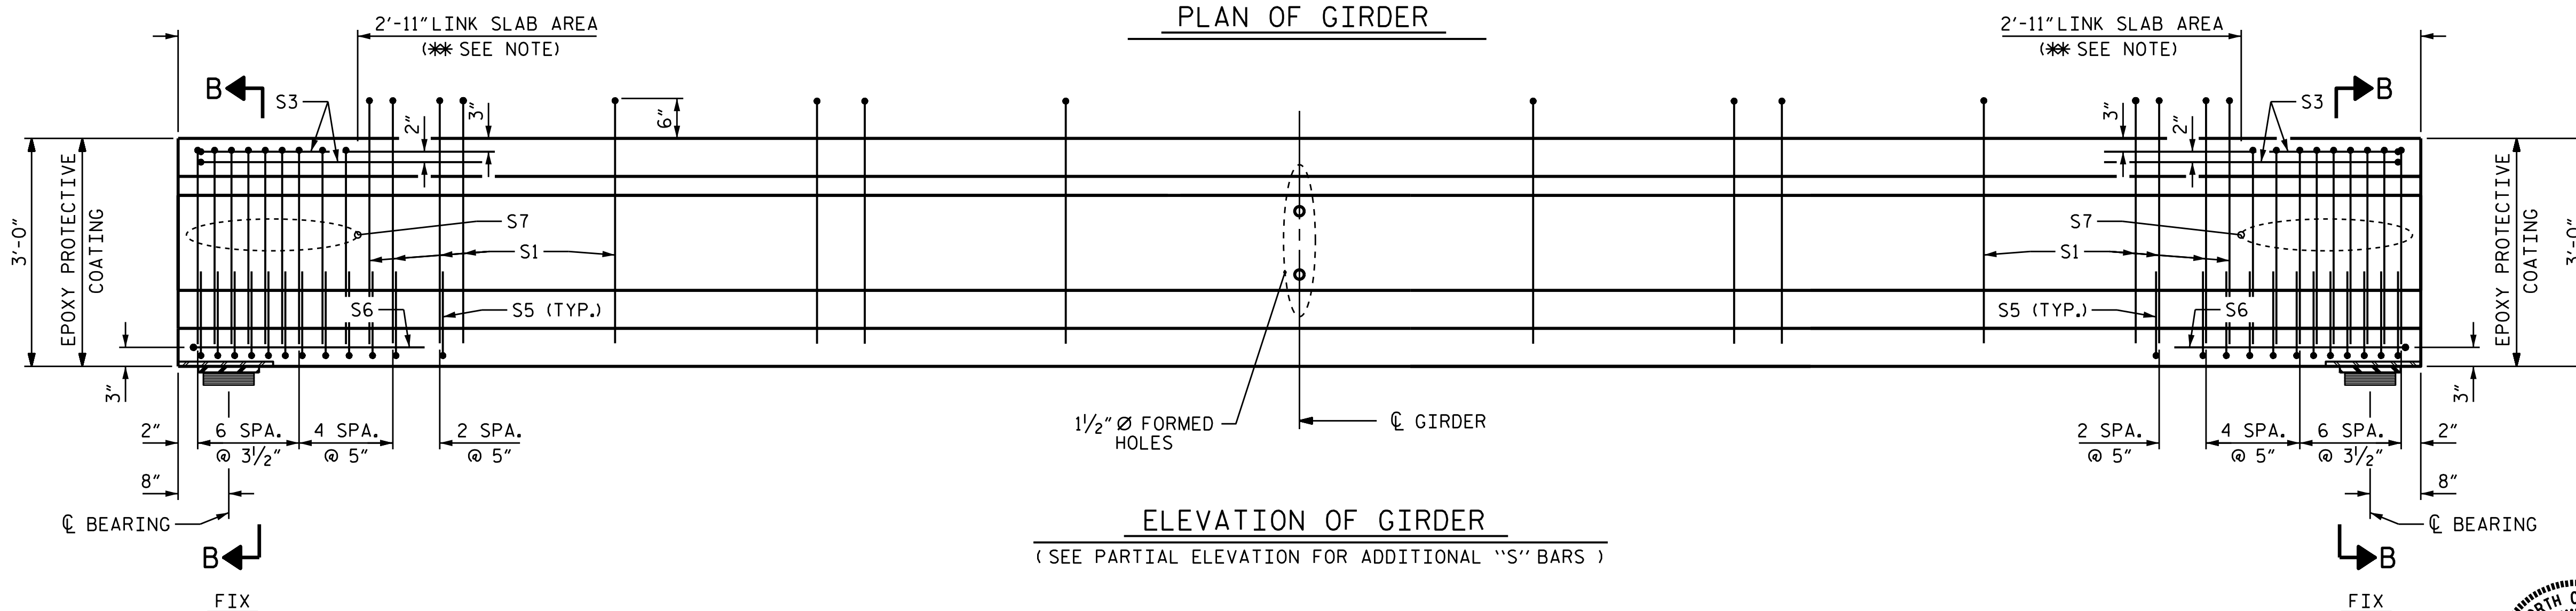 PLAN OF GIRDER
2'-11" LINK SLAB AREA
(** SEE NOTE)
2'-11" LINK SLAB AREA
(** SEE NOTE)
B
S3
2"
3"
6"
3"
2"
S3
B
3'-0"
EPOXY PROTECTIVE
COATING
S7
S1
S6
S5 (TYP.)
S7
S1
S5 (TYP.)
S6
EPOXY PROTECTIVE
COATING
3'-0"
3"
3"
2"
6 SPA.
@ 3½"
4 SPA.
@ 5"
2 SPA.
@ 5"
1½" Ø FORMED
HOLES
℄ GIRDER
2 SPA.
@ 5"
4 SPA.
@ 5"
6 SPA.
@ 3½"
2"
8"
8"
℄ BEARING
℄ BEARING
ELEVATION OF GIRDER
( SEE PARTIAL ELEVATION FOR ADDITIONAL "S" BARS )
B
B
FIX
FIX